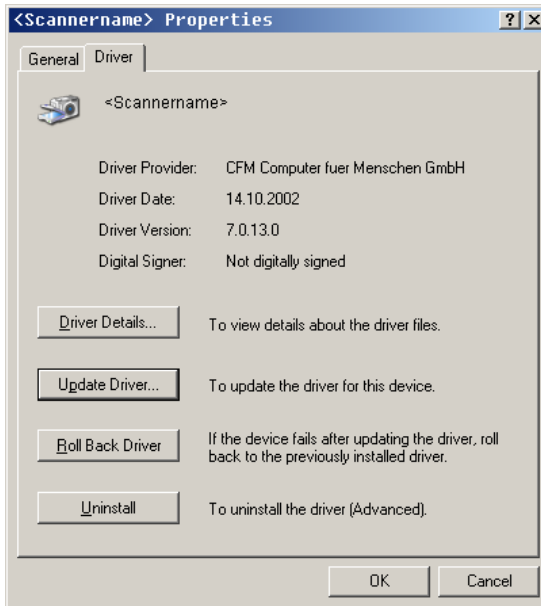 <Scannername> Properties
General Driver
<Scannername>
Driver Provider: CFM Computer fuer Menschen GmbH
Driver Date: 14.10.2002
Driver Version: 7.0.13.0
Digital Signer: Not digitally signed
Driver Details... To view details about the driver files.
Update Driver... To update the driver for this device.
Roll Back Driver If the device fails after updating the driver, roll
back to the previously installed driver.
Uninstall To uninstall the driver (Advanced).
OK Cancel